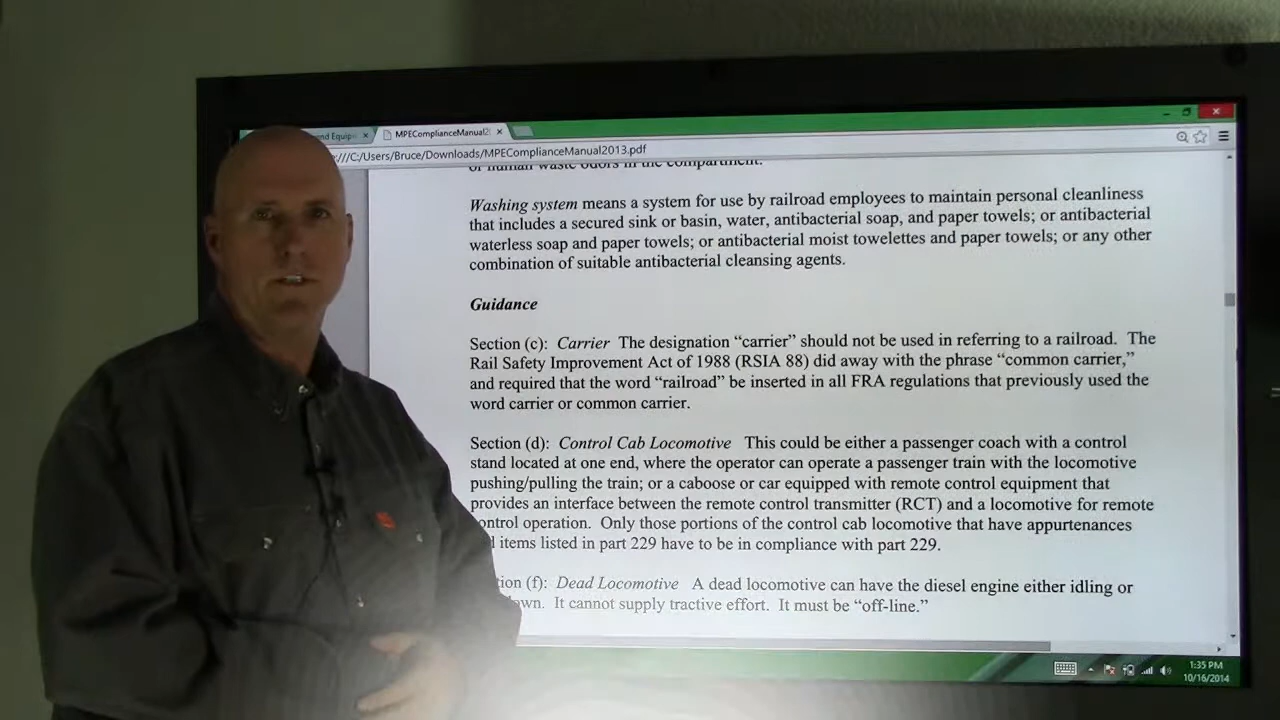 nd Equip
MPEComplianceManual2
///C:/Users/Bruce/Downloads/MPEComplianceManual2013.pdf
or human waste odors in the compartment.
Washing system means a system for use by railroad employees to maintain personal cleanliness
that includes a secured sink or basin, water, antibacterial soap, and paper towels; or antibacterial
waterless soap and paper towels; or antibacterial moist towelettes and paper towels; or any other
combination of suitable antibacterial cleansing agents.
Guidance
Section (c): Carrier The designation “carrier” should not be used in referring to a railroad. The
Rail Safety Improvement Act of 1988 (RSIA 88) did away with the phrase “common carrier,”
and required that the word “railroad” be inserted in all FRA regulations that previously used the
word carrier or common carrier.
Section (d): Control Cab Locomotive This could be either a passenger coach with a control
stand located at one end, where the operator can operate a passenger train with the locomotive
pushing/pulling the train; or a caboose or car equipped with remote control equipment that
provides an interface between the remote control transmitter (RCT) and a locomotive for remote
ontrol operation. Only those portions of the control cab locomotive that have appurtenances
items listed in part 229 have to be in compliance with part 229.
tion (f): Dead Locomotive A dead locomotive can have the diesel engine either idling or
own. It cannot supply tractive effort. It must be “off-line.”
1:35 PM
10/16/2014